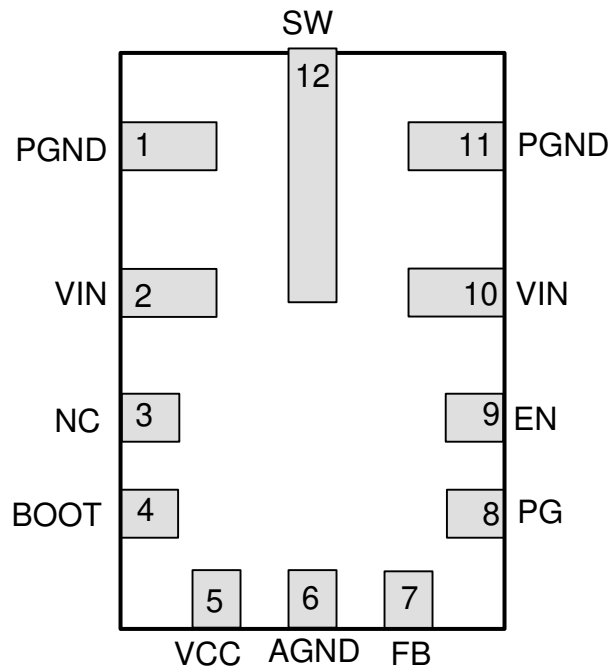 SW
12
PGND 1 11 PGND
VIN 2 10 VIN
NC 3 9 EN
BOOT 4 8 PG
5 6 7
VCC AGND FB